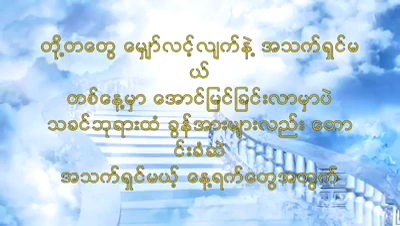 တို့တတွေ မျှော်လင့်လျက်နဲ့ အသက်ရှင်မ
ယ်
တစ်နေ့မှာ အောင်မြင်ခြင်းလာမှာပဲ
သခင်ဘုရားထံ ခွန်အားများလည်း တော
င်းခံဆဲ
အသက်ရှင်မယ့် နေ့ရက်တွေအတွက်